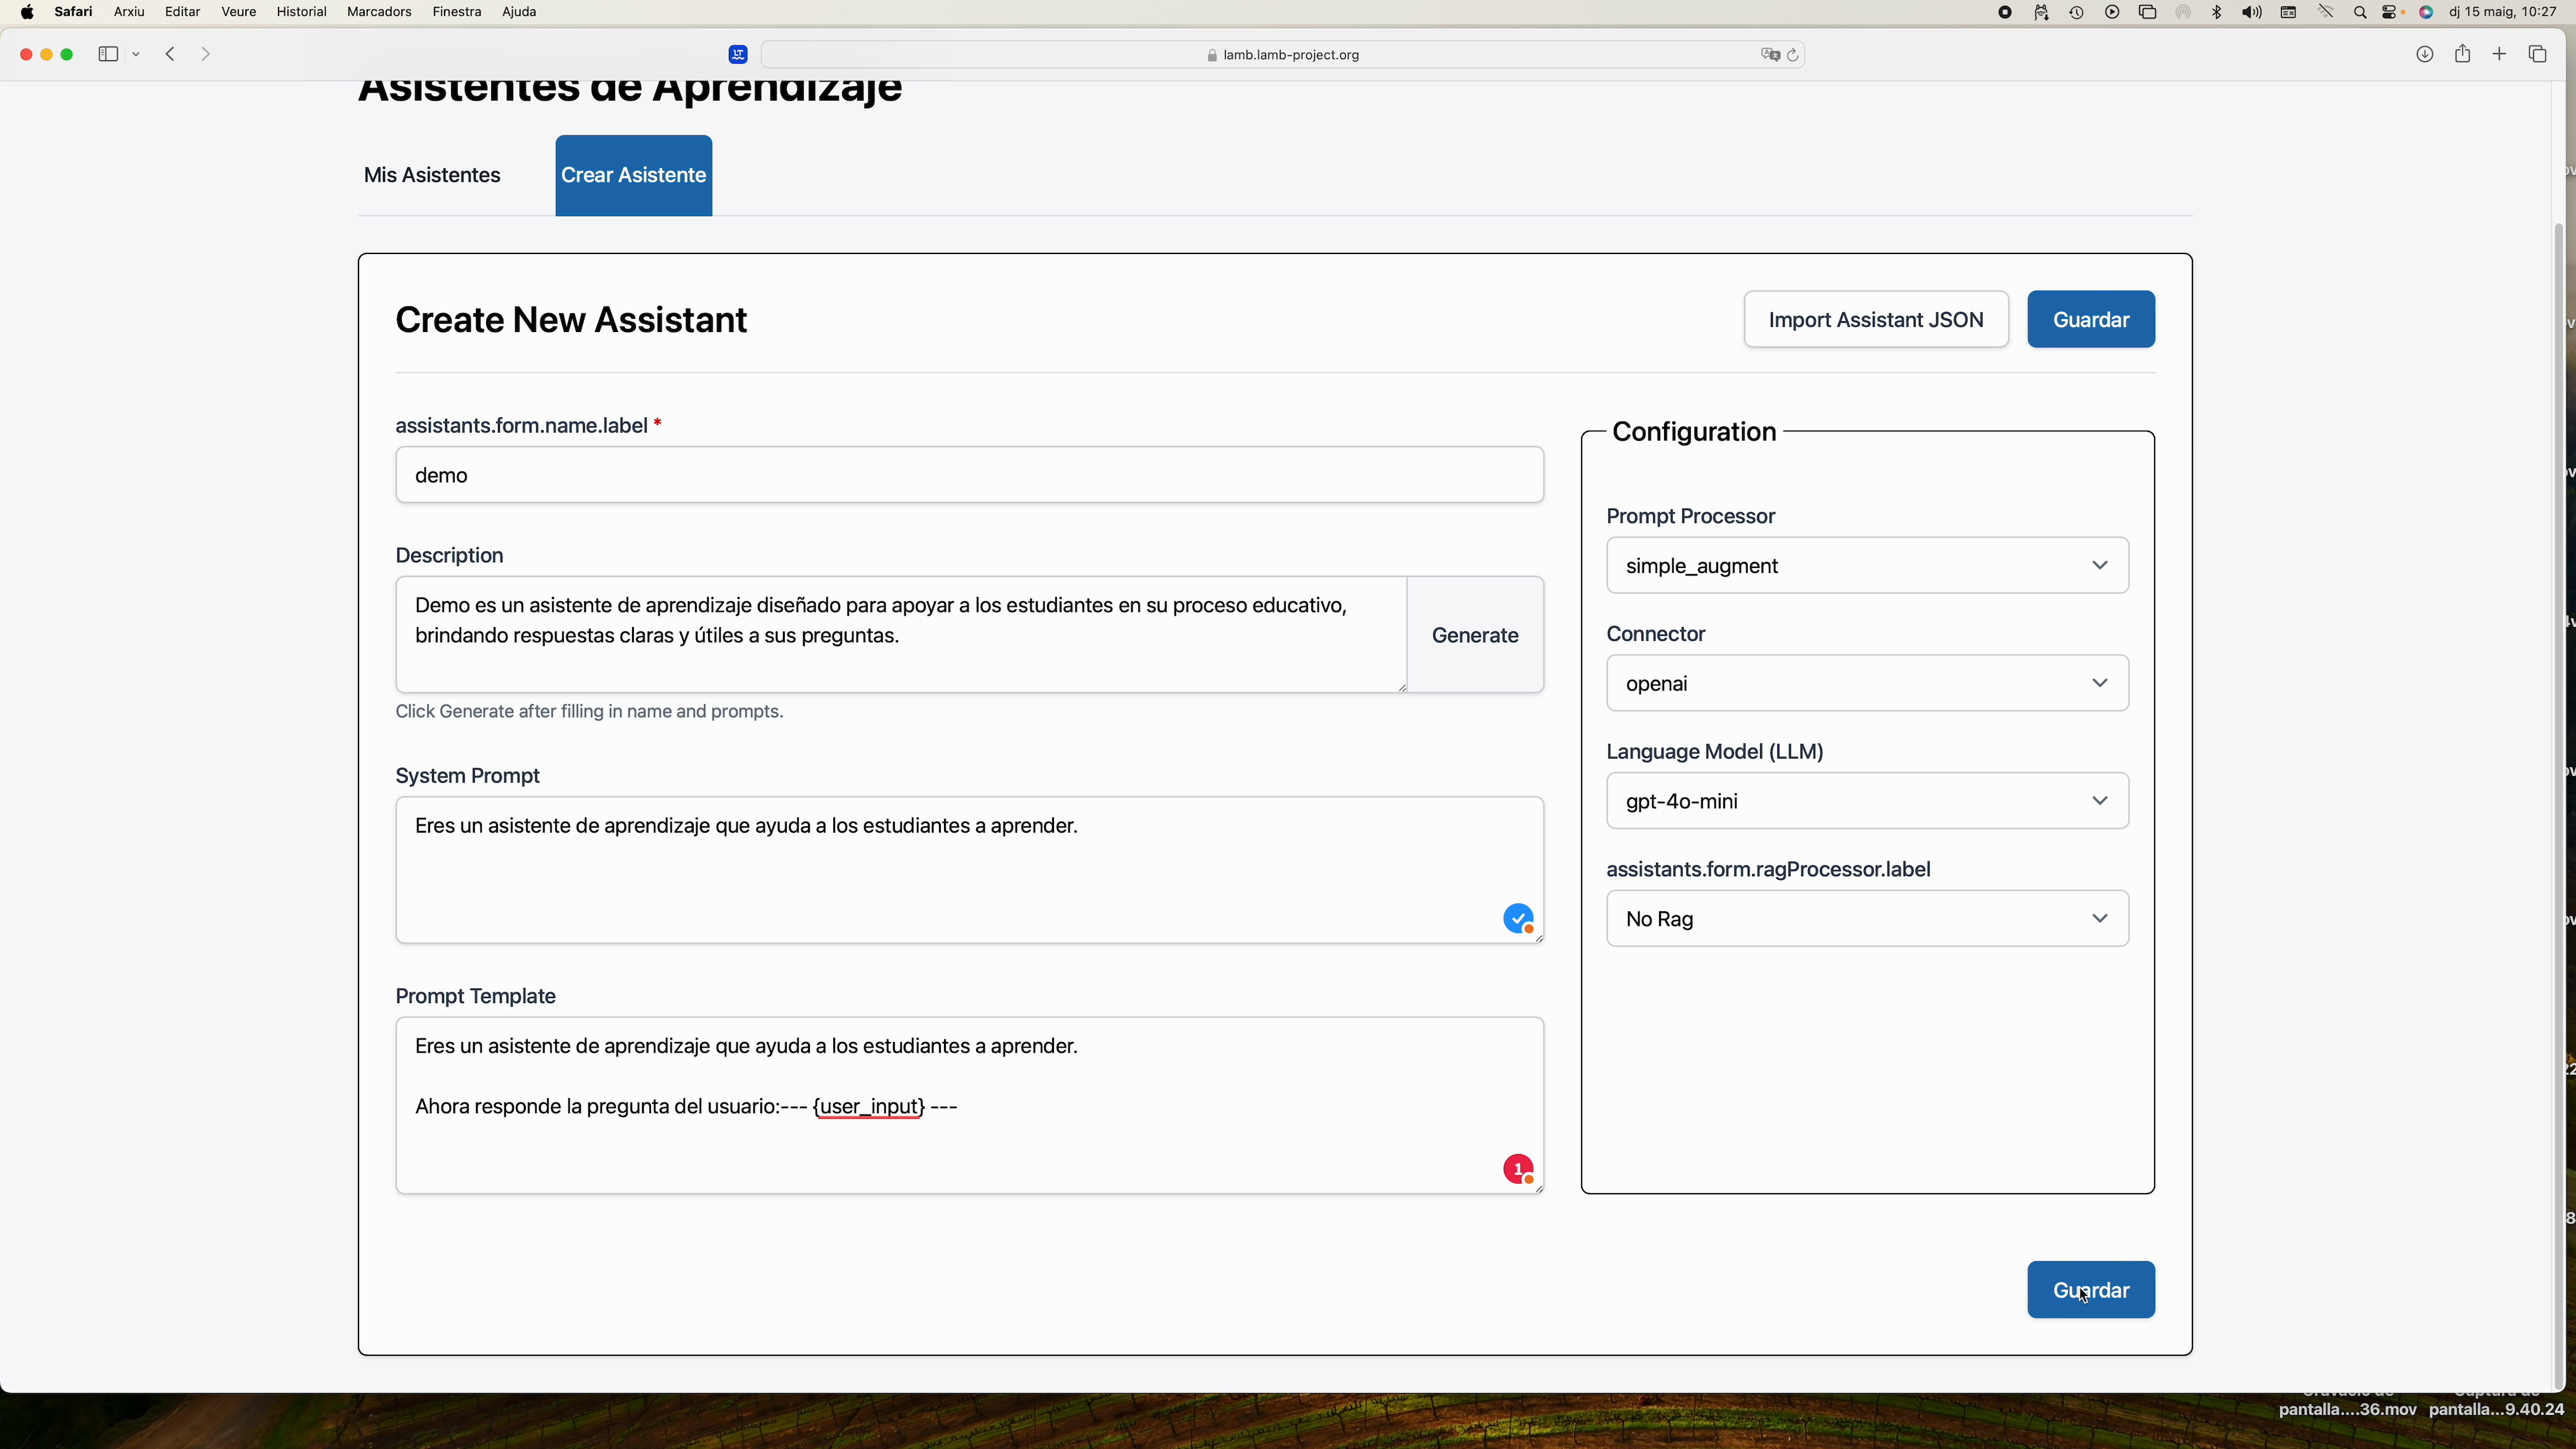 Safari Arxiu Editar Veure Historial Marcadors Finestra Ajuda dj 15 maig, 10:27
lamb.lamb-project.org
Asistentes de Aprendizaje
Mis Asistentes Crear Asistente
Create New Assistant Import Assistant JSON Guardar
assistants.form.name.label *
demo
Description
Demo es un asistente de aprendizaje diseñado para apoyar a los estudiantes en su proceso educativo,
brindando respuestas claras y útiles a sus preguntas.
Generate
Click Generate after filling in name and prompts.
System Prompt
Eres un asistente de aprendizaje que ayuda a los estudiantes a aprender.
Prompt Template
Eres un asistente de aprendizaje que ayuda a los estudiantes a aprender.
Ahora responde la pregunta del usuario:--- {user_input} ---
1
Configuration
Prompt Processor
simple_augment
Connector
openai
Language Model (LLM)
gpt-4o-mini
assistants.form.ragProcessor.label
No Rag
Guardar
pantalla....36.mov pantalla...9.40.24